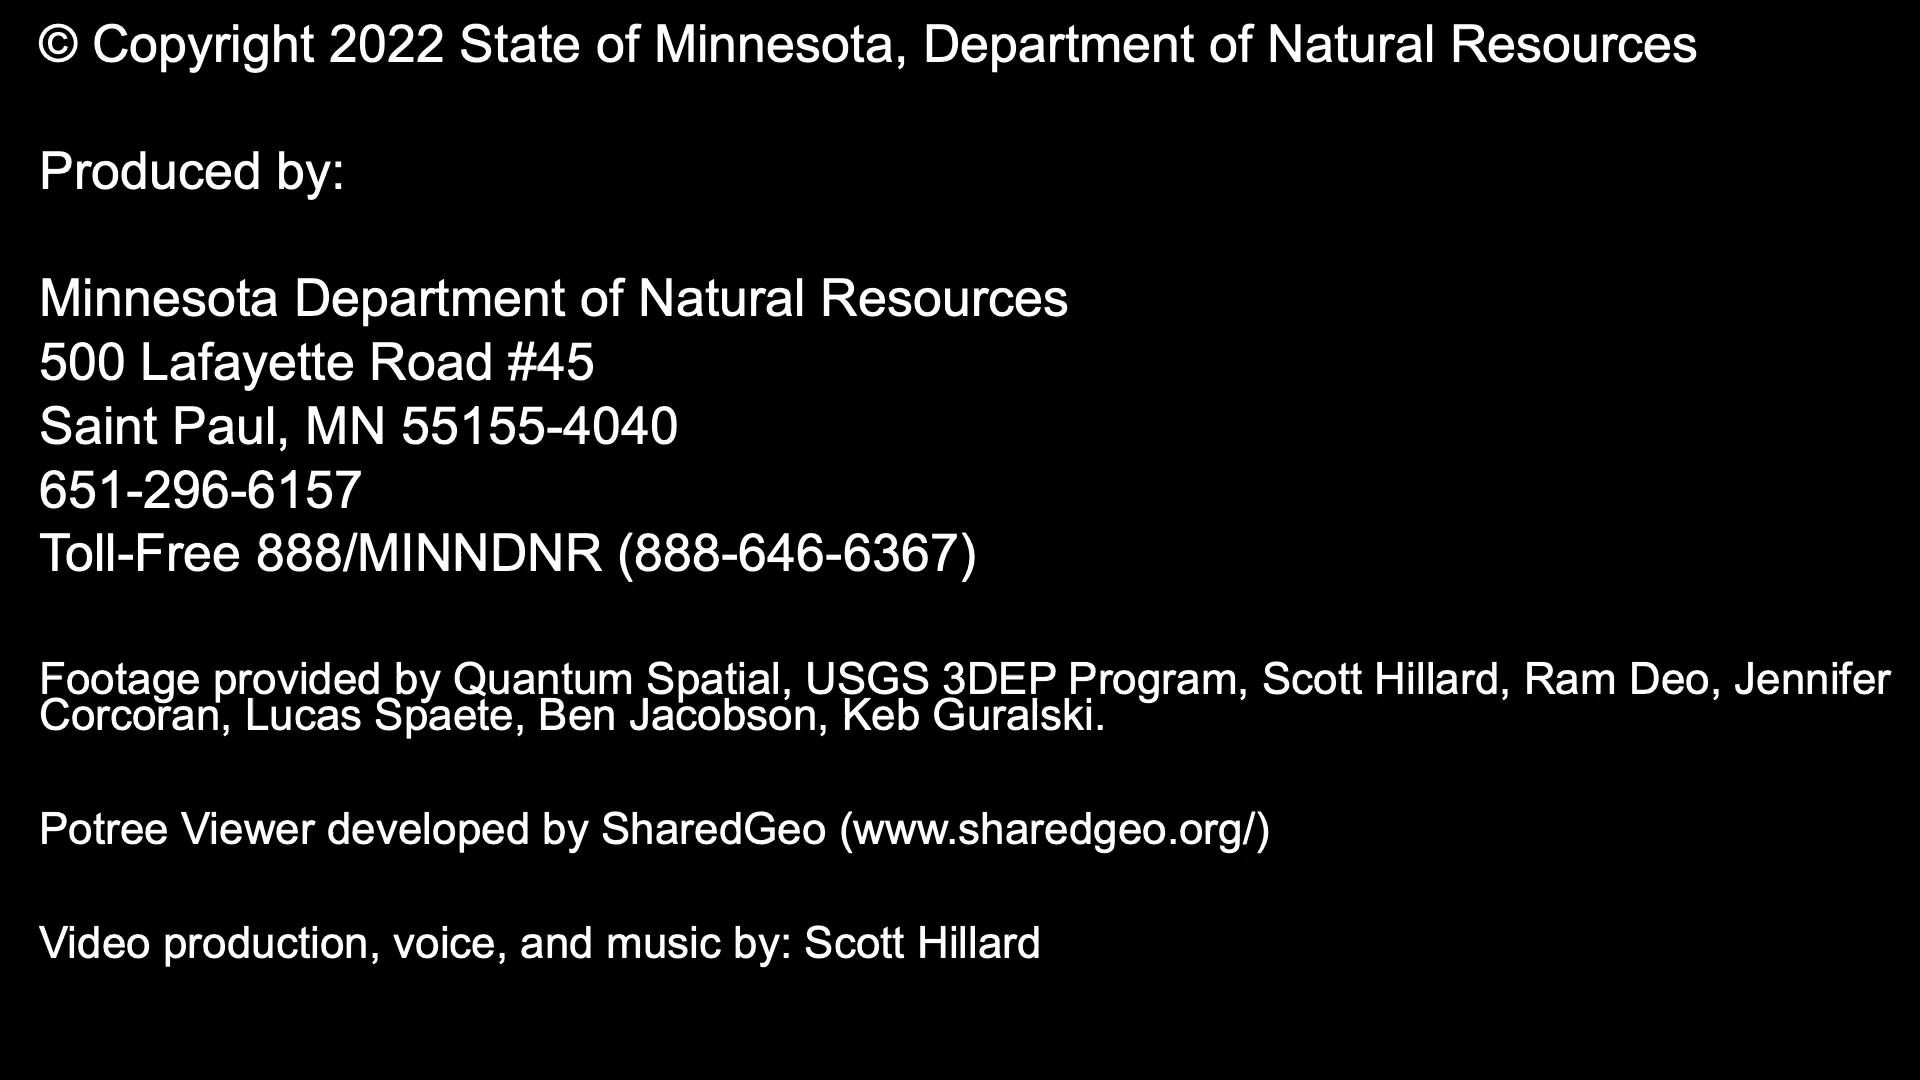 © Copyright 2022 State of Minnesota, Department of Natural Resources
Produced by:
Minnesota Department of Natural Resources
500 Lafayette Road #45
Saint Paul, MN 55155-4040
651-296-6157
Toll-Free 888/MINNDNR (888-646-6367)
Footage provided by Quantum Spatial, USGS 3DEP Program, Scott Hillard, Ram Deo, Jennifer
Corcoran, Lucas Spaete, Ben Jacobson, Keb Guralski.
Potree Viewer developed by SharedGeo (www.sharedgeo.org/)
Video production, voice, and music by: Scott Hillard